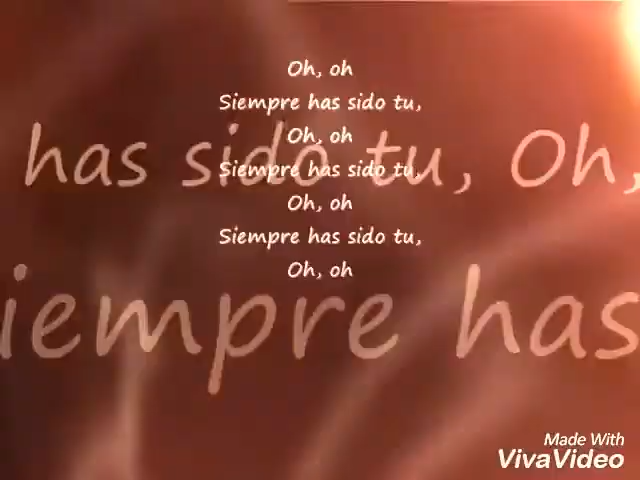 Oh, oh
Siempre has sido tu,
Oh, oh
has sido tu, Oh,
Siempre has sido tu,
Oh, oh
Siempre has sido tu,
Oh, oh
iempre has
Made With
VivaVideo